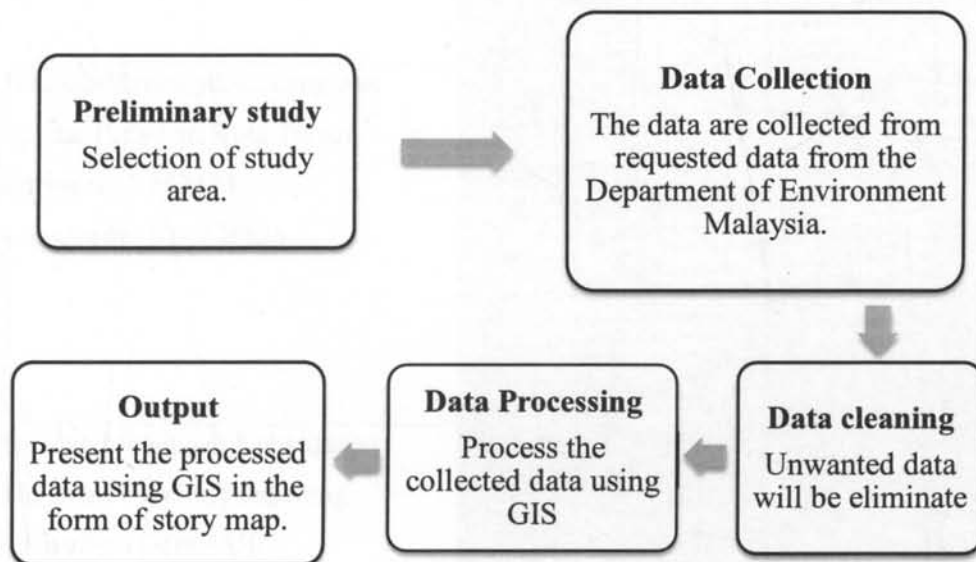 Preliminary study
Selection of study
area.
Data Collection
The data are collected from
requested data from the
Department of Environment
Malaysia.
Data cleaning
Unwanted data
will be eliminate
Data Processing
Process the
collected data using
GIS
Output
Present the processed
data using GIS in the
form of story map.